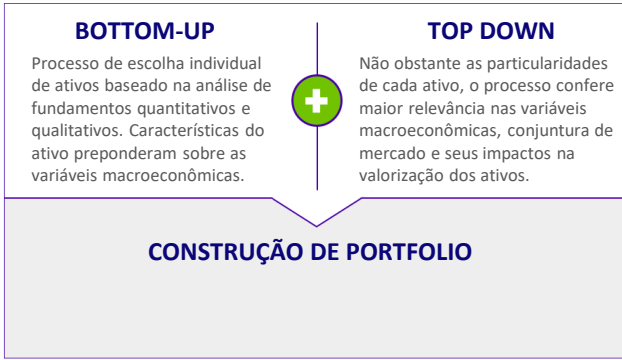 BOTTOM-UP
Processo de escolha individual
de ativos baseado na análise de
fundamentos quantitativos e
qualitativos. Características do
ativo preponderam sobre as
variáveis macroeconômicas.
TOP DOWN
Não obstante as particularidades
de cada ativo, o processo confere
maior relevância nas variáveis
macroeconômicas, conjuntura de
mercado e seus impactos na
valorização dos ativos.
CONSTRUÇÃO DE PORTFOLIO